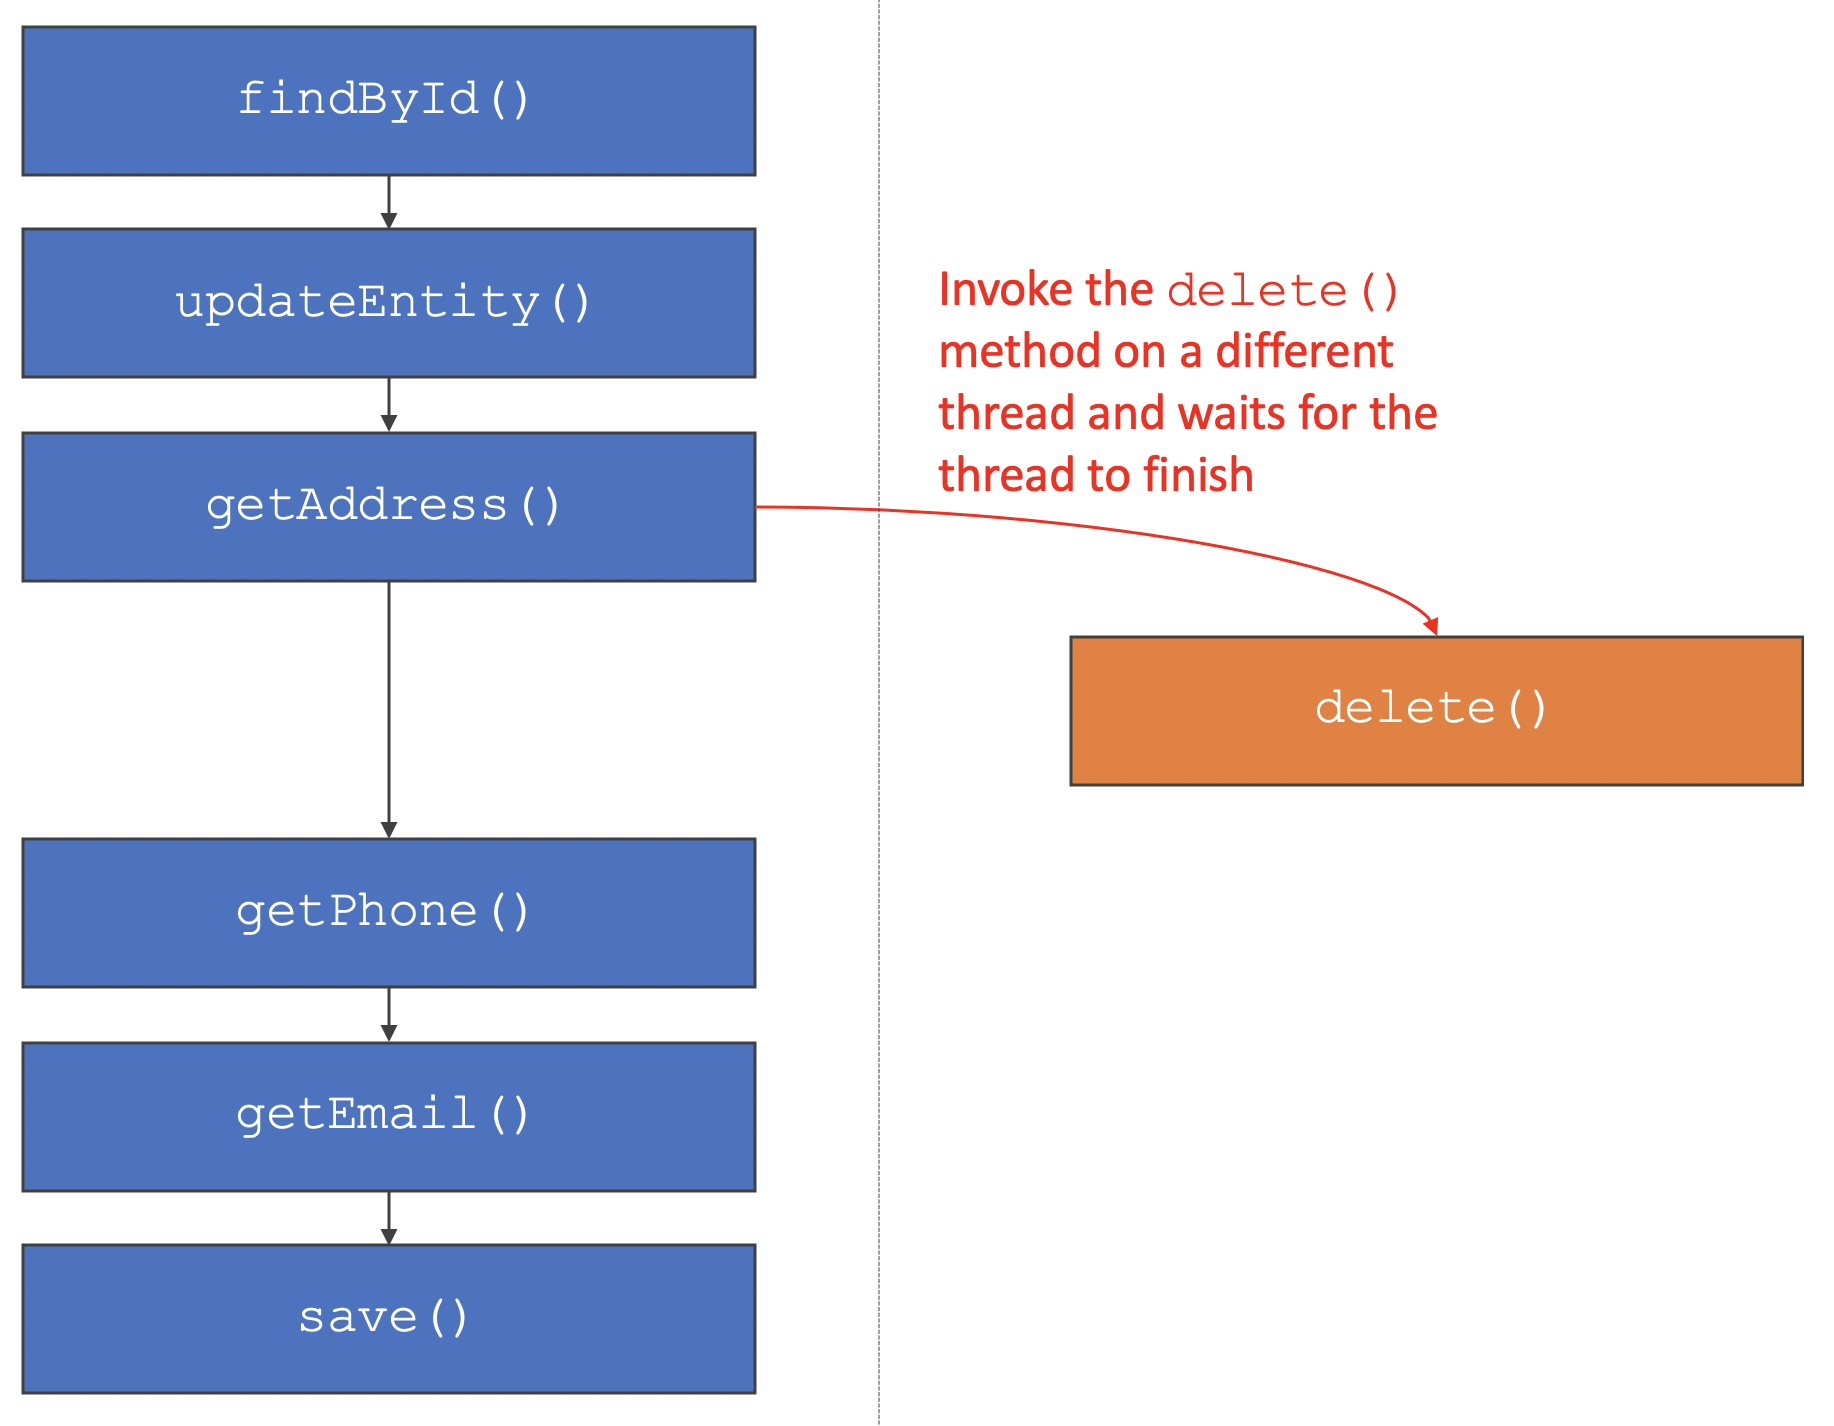 findById()
updateEntity()
getAddress()
Invoke the delete()
method on a different
thread and waits for the
thread to finish
delete()
getPhone()
getEmail()
save()